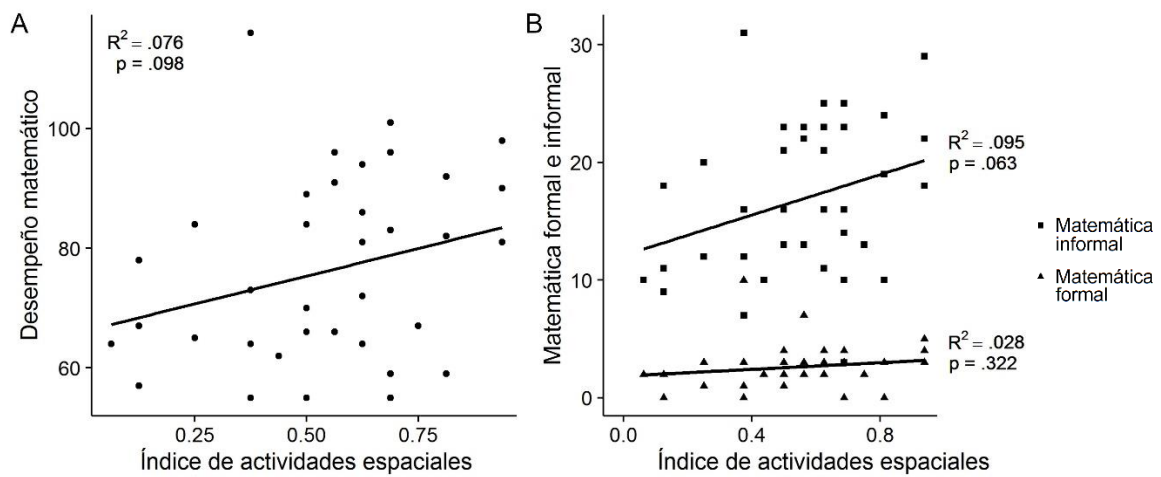 A
R² = .076
p = .098
Desempeño matemático
100
80
60
0.25
0.50
0.75
Índice de actividades espaciales
B
Matemática formal e informal
30
20
10
0
0.0
0.4
0.8
Índice de actividades espaciales
R² = .095
p = .063
R² = .028
p = .322
Matemática
informal
Matemática
formal